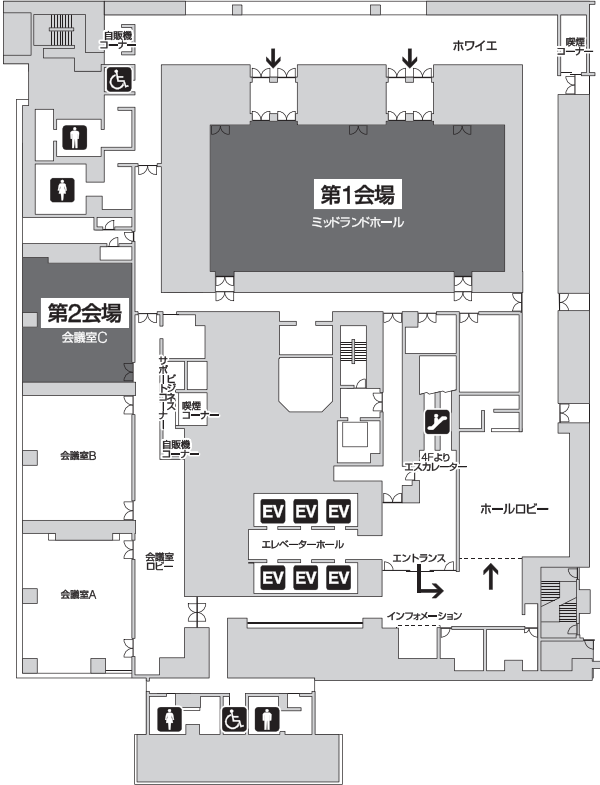 自販機
コーナー
ホワイエ
喫煙
コーナー
第1会場
ミッドランドホール
第2会場
会議室C
ビジネス
サポートコーナー
喫煙
コーナー
自販機
コーナー
会議室B
4Fより
エスカレーター
ホールロビー
EV EV EV
エレベーターホール
エントランス
会議室
ロビー
EV EV EV
会議室A
インフォメーション